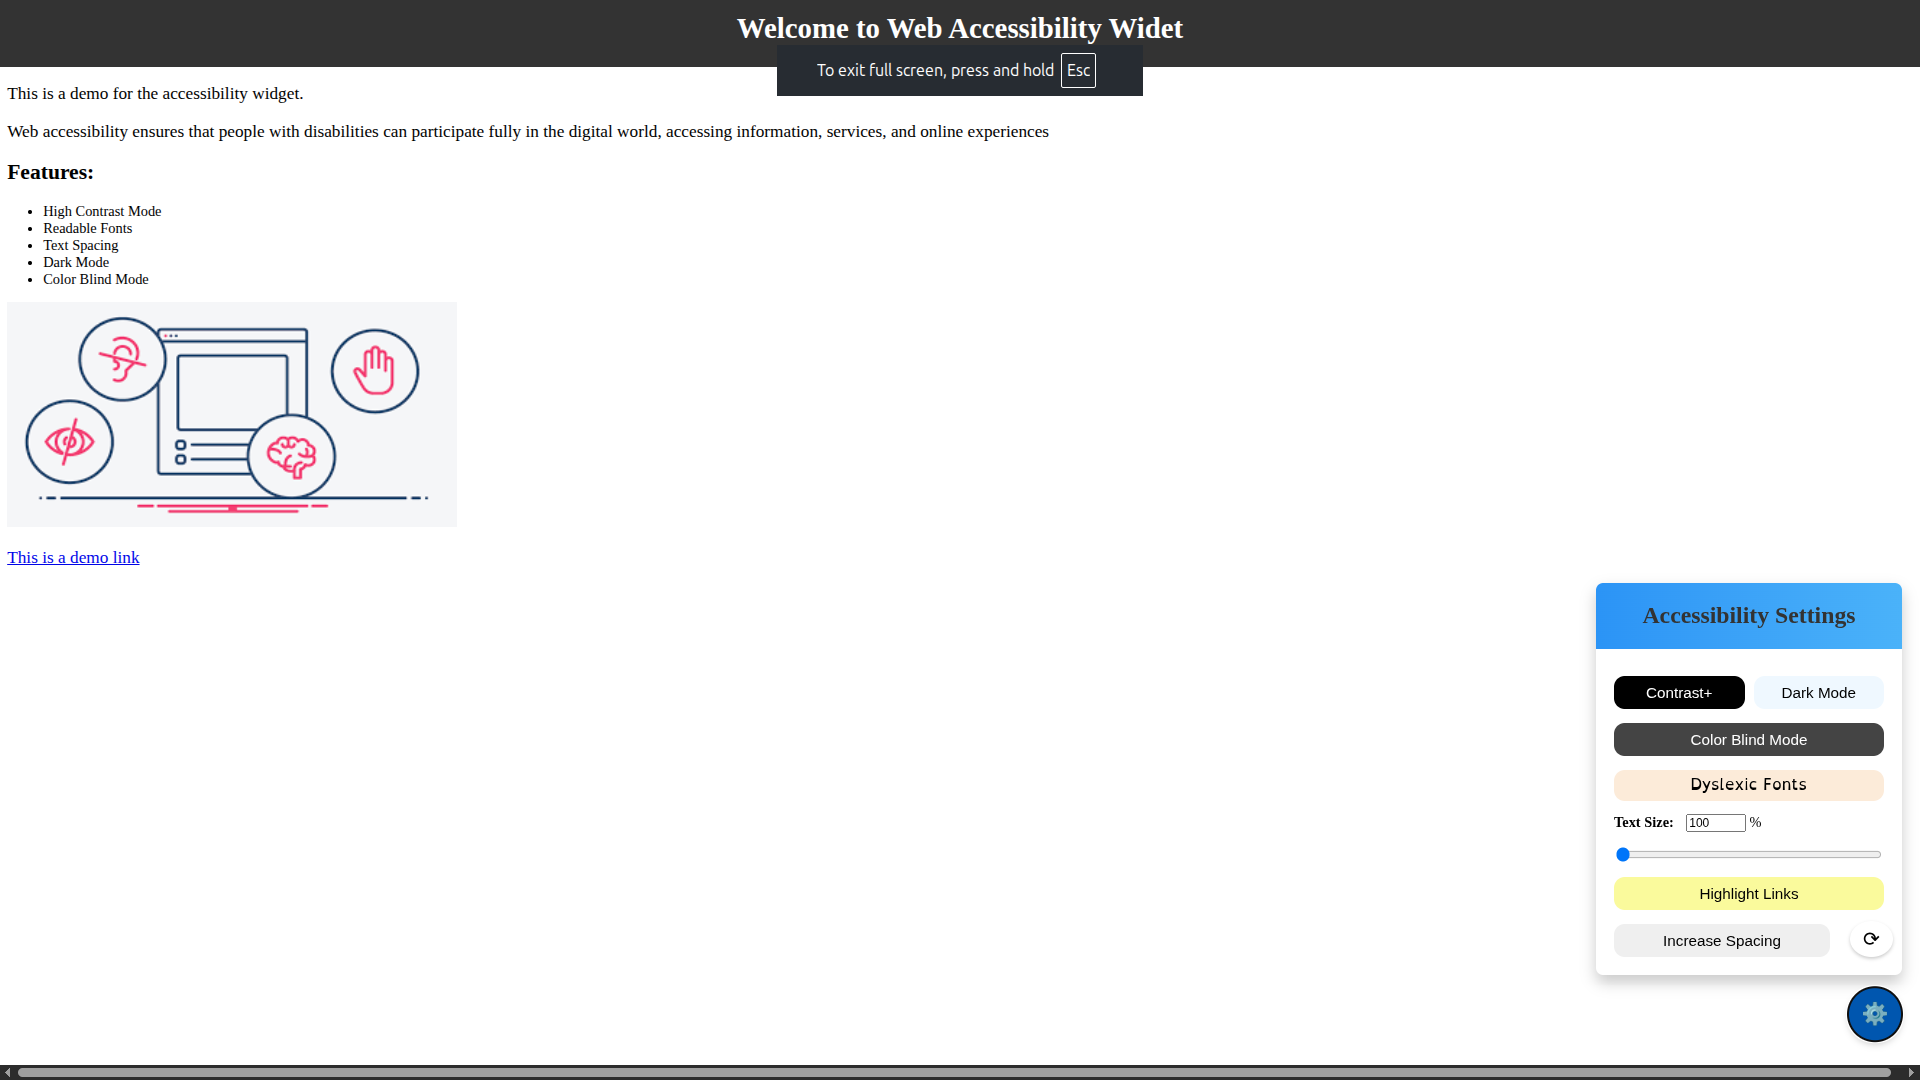 Welcome to Web Accessibility Widet
To exit full screen, press and hold Esc
This is a demo for the accessibility widget.
Web accessibility ensures that people with disabilities can participate fully in the digital world, accessing information, services, and online experiences
Features:
High Contrast Mode
Readable Fonts
Text Spacing
Dark Mode
Color Blind Mode
This is a demo link
Accessibility Settings
Contrast+ Dark Mode
Color Blind Mode
Dyslexic Fonts
Text Size: 100 %
Highlight Links
Increase Spacing